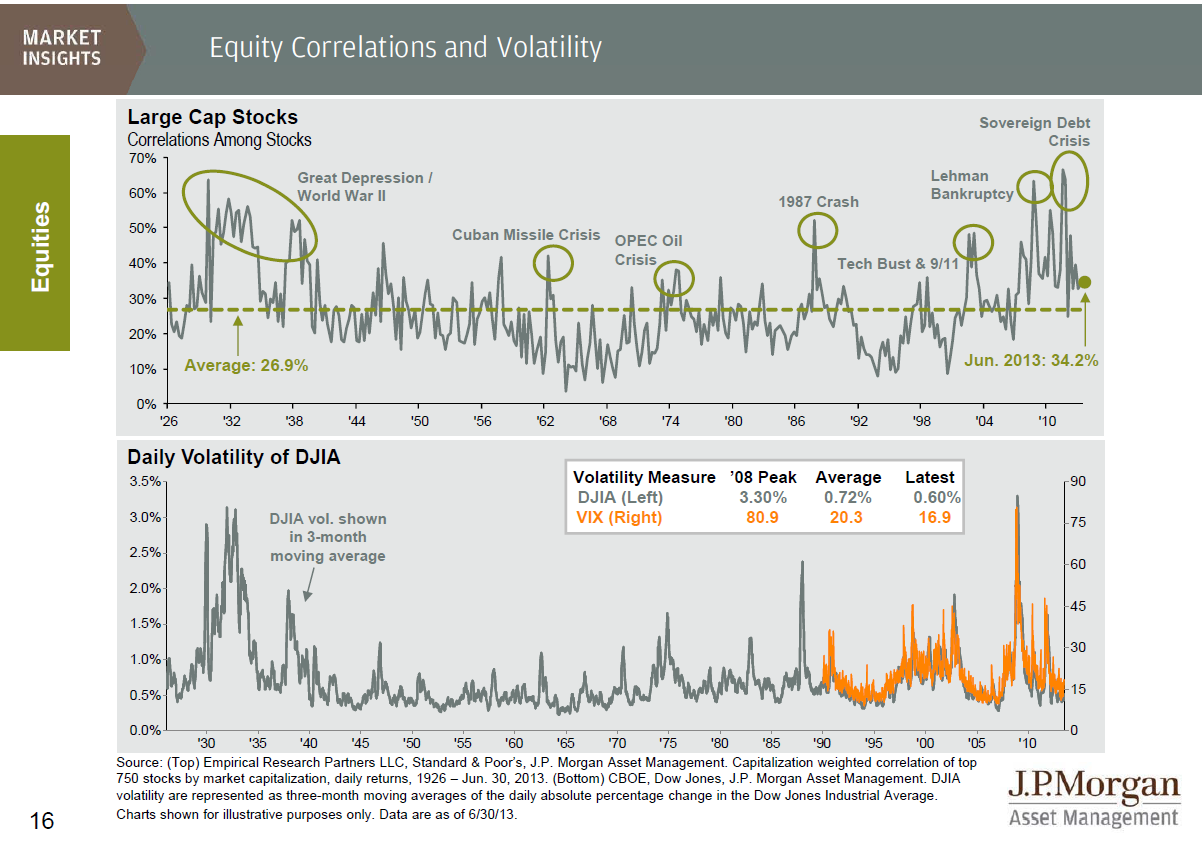 MARKET
INSIGHTS
Equity Correlations and Volatility
Equities
Large Cap Stocks
Correlations Among Stocks
70%
60%
50%
40%
30%
20%
10%
0%
Great Depression /
World War II
Cuban Missile Crisis
OPEC Oil
Crisis
1987 Crash
Tech Bust & 9/11
Lehman
Bankruptcy
Sovereign Debt
Crisis
Average: 26.9%
Jun. 2013: 34.2%
'26 '32 '38 '44 '50 '56 '62 '68 '74 '80 '86 '92 '98 '04 '10
Daily Volatility of DJIA
3.5%
3.0%
2.5%
2.0%
1.5%
1.0%
0.5%
0.0%
DJIA vol. shown
in 3-month
moving average
Volatility Measure '08 Peak Average Latest
DJIA (Left) 3.30% 0.72% 0.60%
VIX (Right) 80.9 20.3 16.9
90
75
60
45
30
15
0
'30 '35 '40 '45 '50 '55 '60 '65 '70 '75 '80 '85 '90 '95 '00 '05 '10
Source: (Top) Empirical Research Partners LLC, Standard & Poor's, J.P. Morgan Asset Management. Capitalization weighted correlation of top
750 stocks by market capitalization, daily returns, 1926 – Jun. 30, 2013. (Bottom) CBOE, Dow Jones, J.P. Morgan Asset Management. DJIA
volatility are represented as three-month moving averages of the daily absolute percentage change in the Dow Jones Industrial Average.
Charts shown for illustrative purposes only. Data are as of 6/30/13.
16
J.P.Morgan
Asset Management